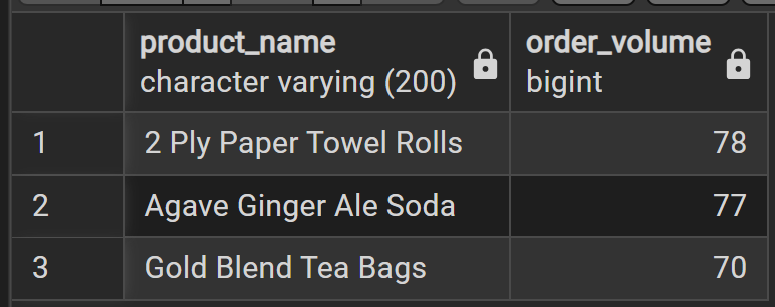 product_name order_volume
character varying (200) bigint
1 2 Ply Paper Towel Rolls 78
2 Agave Ginger Ale Soda 77
3 Gold Blend Tea Bags 70